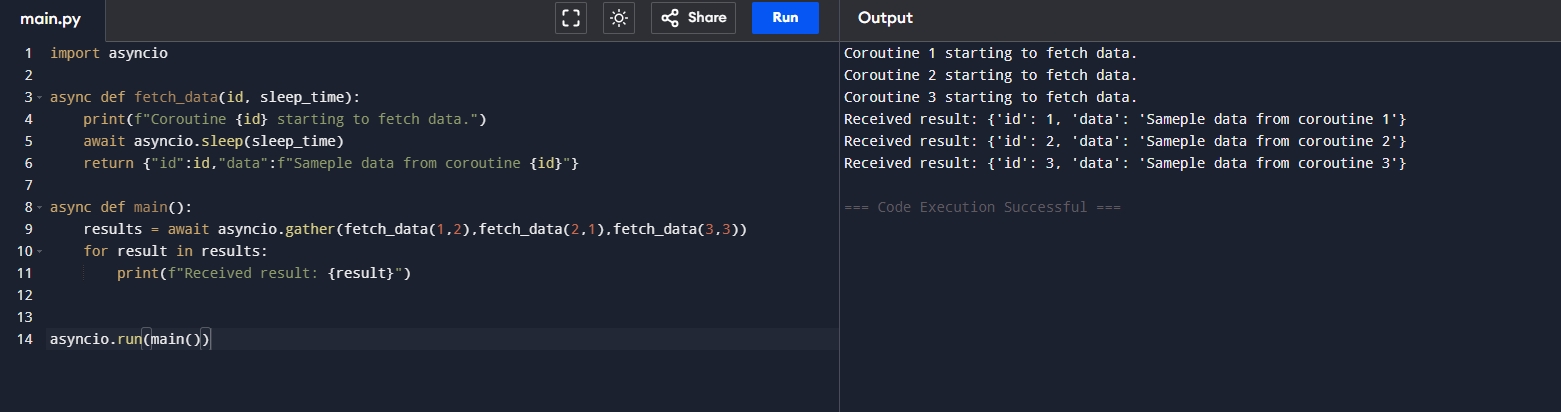 main.py
Share
Run
Output
1 import asyncio
2
3 async def fetch_data(id, sleep_time):
4     print(f"Coroutine {id} starting to fetch data.")
5     await asyncio.sleep(sleep_time)
6     return {"id":id,"data":f"Sameple data from coroutine {id}"}
7
8 async def main():
9     results = await asyncio.gather(fetch_data(1,2),fetch_data(2,1),fetch_data(3,3))
10     for result in results:
11         print(f"Received result: {result}")
12
13
14 asyncio.run(main())
Coroutine 1 starting to fetch data.
Coroutine 2 starting to fetch data.
Coroutine 3 starting to fetch data.
Received result: {'id': 1, 'data': 'Sameple data from coroutine 1'}
Received result: {'id': 2, 'data': 'Sameple data from coroutine 2'}
Received result: {'id': 3, 'data': 'Sameple data from coroutine 3'}
=== Code Execution Successful ===